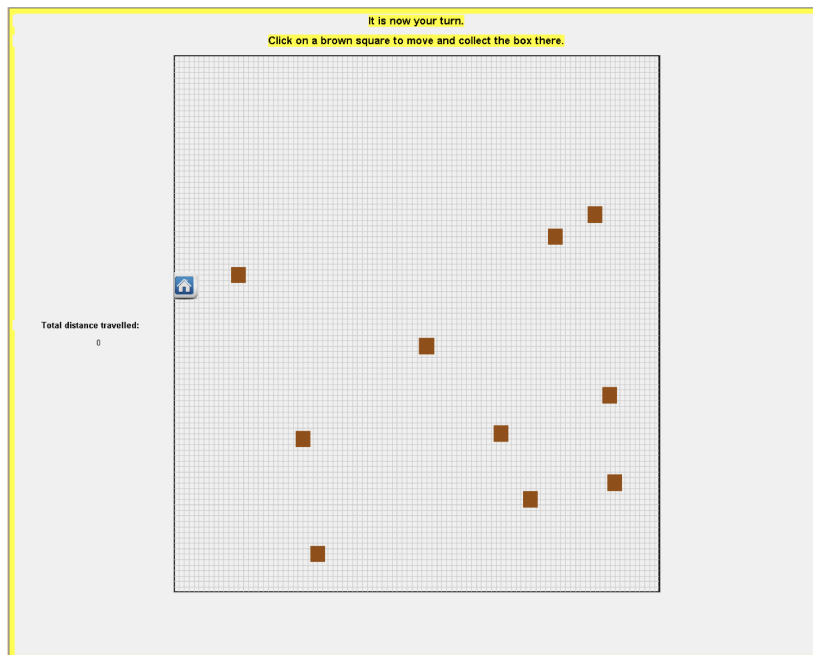 It is now your turn.
Click on a brown square to move and collect the box there.
Total distance travelled:
0